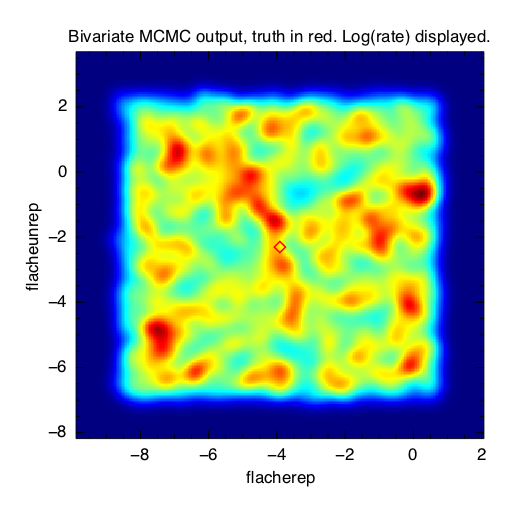 Bivariate MCMC output, truth in red. Log(rate) displayed.
2
0
−2
−4
−6
−8
flacheunrep
−8 −6 −4 −2 0 2
flacherep